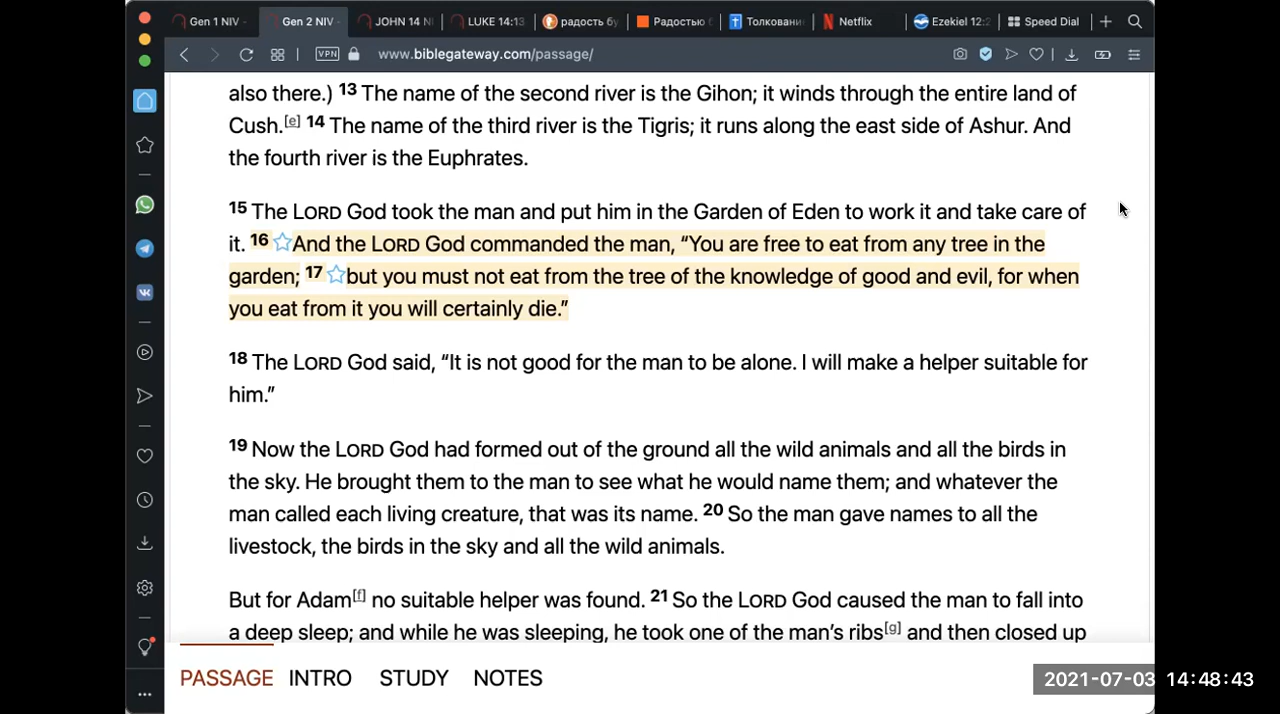 Gen 1 NIV
Gen 2 NIV
JOHN 14 N
LUKE 14:13
радость бу
Радостью
Толковани
Netflix
Ezekiel 12:2
Speed Dial
VPN
www.biblegateway.com/passage/
also there.) 13 The name of the second river is the Gihon; it winds through the entire land of
Cush.[e] 14 The name of the third river is the Tigris; it runs along the east side of Ashur. And
the fourth river is the Euphrates.
15 The LORD God took the man and put him in the Garden of Eden to work it and take care of
it. 16 And the LORD God commanded the man, “You are free to eat from any tree in the
garden; 17 but you must not eat from the tree of the knowledge of good and evil, for when
you eat from it you will certainly die.”
18 The LORD God said, “It is not good for the man to be alone. I will make a helper suitable for
him.”
19 Now the LORD God had formed out of the ground all the wild animals and all the birds in
the sky. He brought them to the man to see what he would name them; and whatever the
man called each living creature, that was its name. 20 So the man gave names to all the
livestock, the birds in the sky and all the wild animals.
But for Adam[f] no suitable helper was found. 21 So the LORD God caused the man to fall into
a deep sleep; and while he was sleeping, he took one of the man’s ribs[g] and then closed up
PASSAGE INTRO STUDY NOTES
2021-07-03 14:48:43